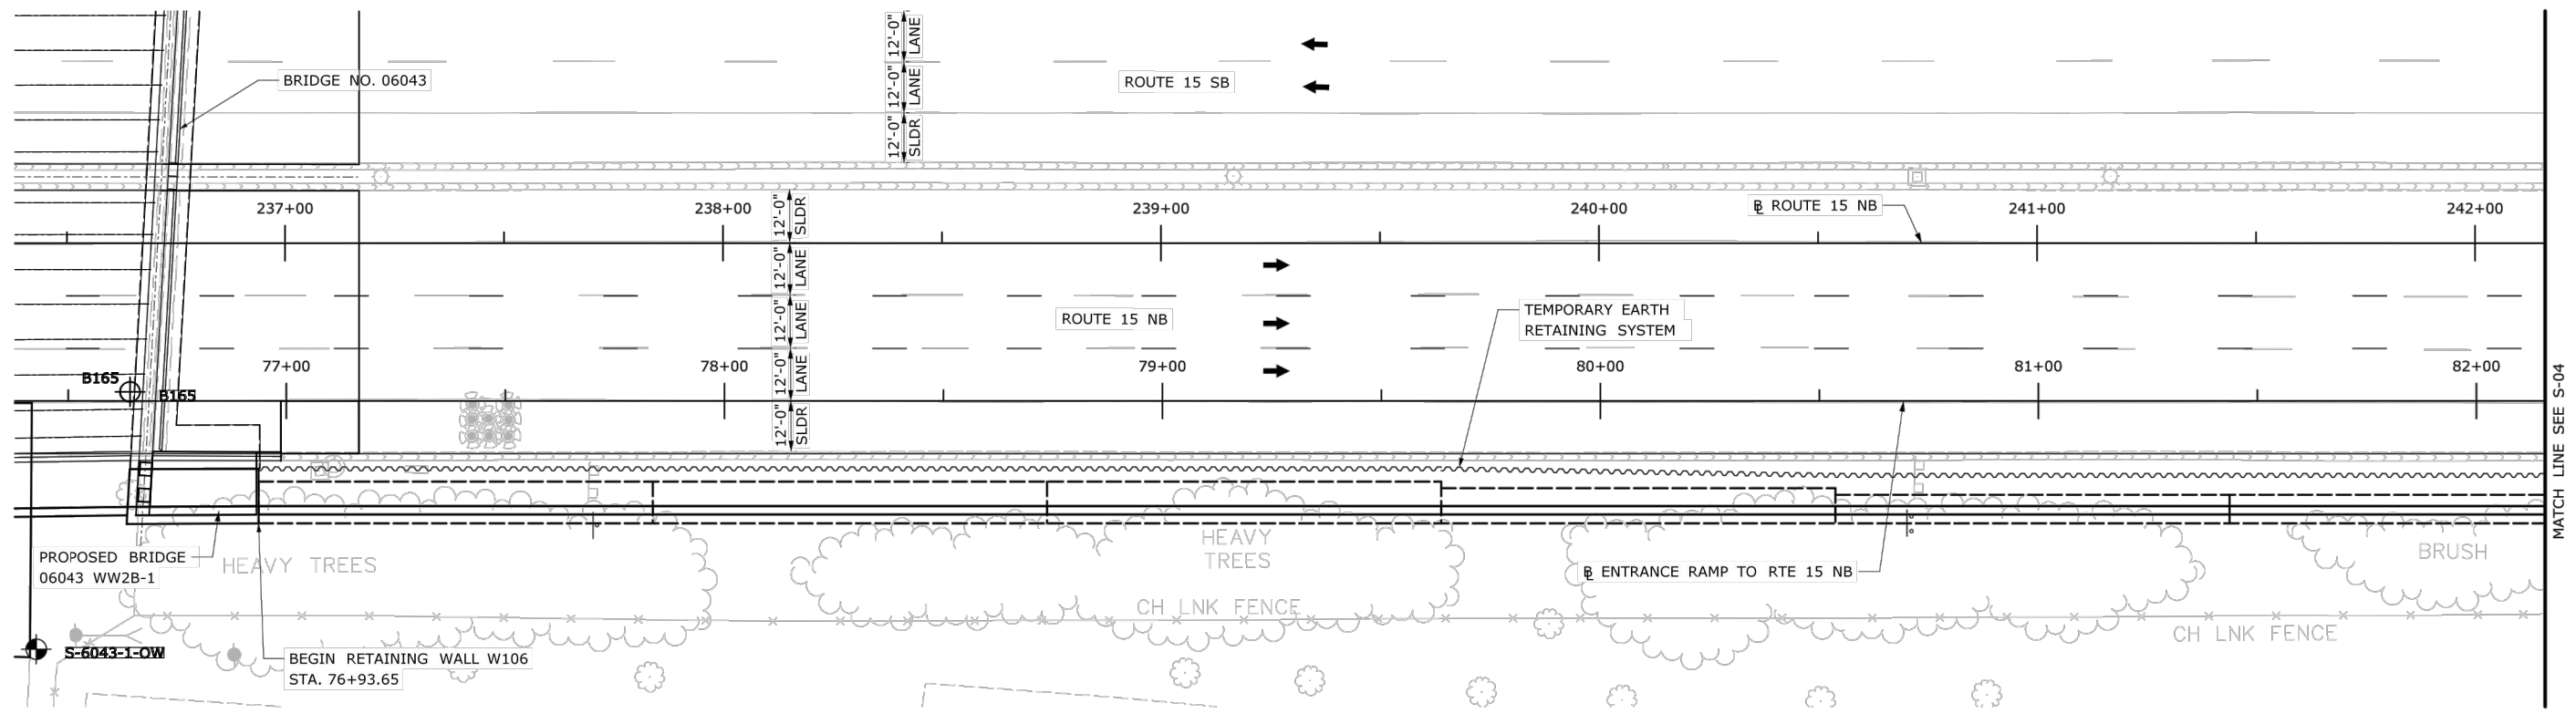 12'-0"
LANE
12'-0"
LANE
12'-0"
SLDR
BRIDGE NO. 06043
ROUTE 15 SB
237+00
238+00
239+00
240+00
241+00
242+00
12'-0"
SLDR
℄ ROUTE 15 NB
12'-0"
LANE
12'-0"
LANE
12'-0"
LANE
12'-0"
SLDR
ROUTE 15 NB
TEMPORARY EARTH
RETAINING SYSTEM
77+00
78+00
79+00
80+00
81+00
82+00
B165
B165
MATCH LINE SEE S-04
PROPOSED BRIDGE
06043 WW2B-1
HEAVY TREES
HEAVY
TREES
BRUSH
℄ ENTRANCE RAMP TO RTE 15 NB
CH LNK FENCE
CH LNK FENCE
S-6043-1-OW
BEGIN RETAINING WALL W106
STA. 76+93.65